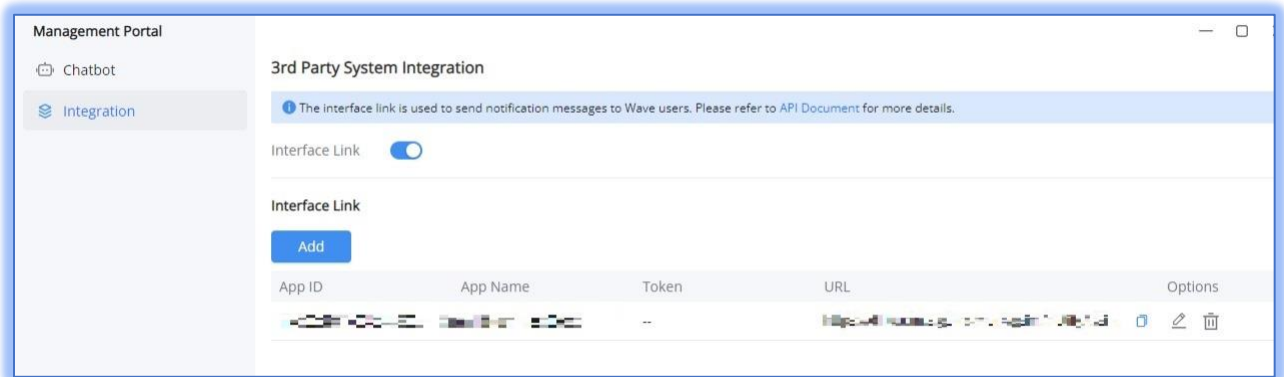 Management Portal
Chatbot
Integration
3rd Party System Integration
The interface link is used to send notification messages to Wave users. Please refer to API Document for more details.
Interface Link
Interface Link
Add
App ID App Name Token URL Options
--